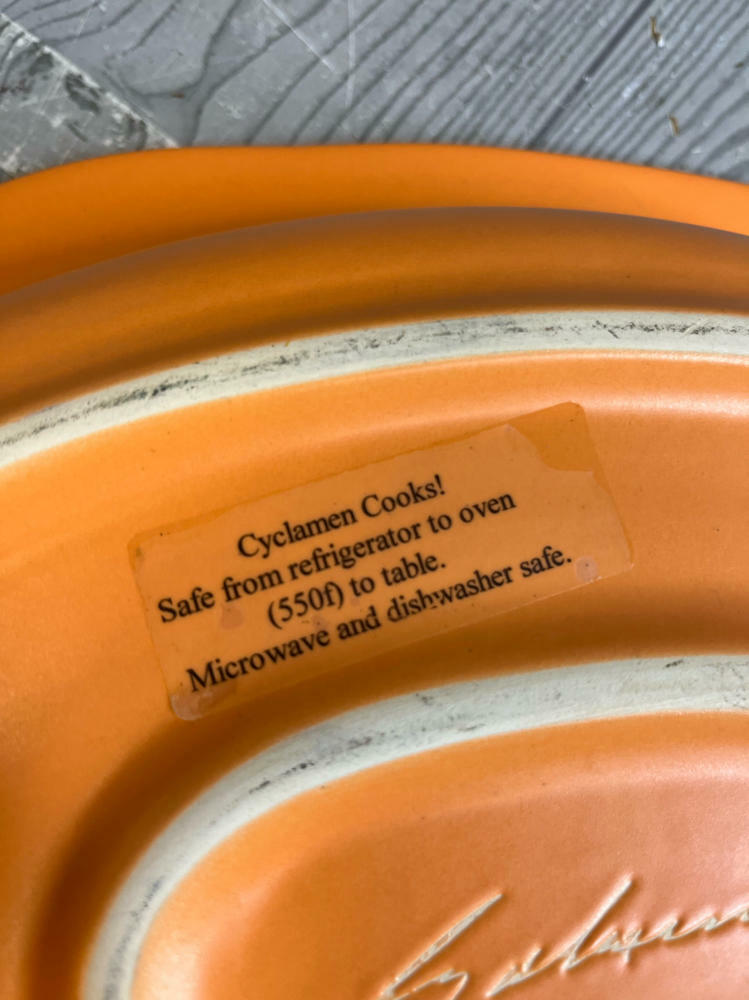 Cyclamen Cooks!
Safe from refrigerator to oven
(550f) to table.
Microwave and dishwasher safe.